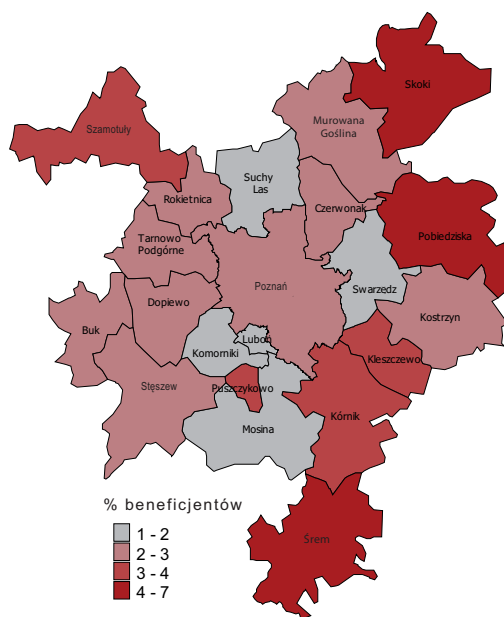 Skoki
Murowana
Goślina
Szamotuły
Suchy
Las
Rokietnica
Czerwonak
Pobiedziska
Tarnowo
Podgórne
Poznań
Swarzedz
Dopiewo
Kostrzyn
Buk
Luboń
Komorniki
Kleszczewo
Stęszew
Puszczykowo
Kórnik
Mosina
Śrem
% beneficjentów
1 - 2
2 - 3
3 - 4
4 - 7